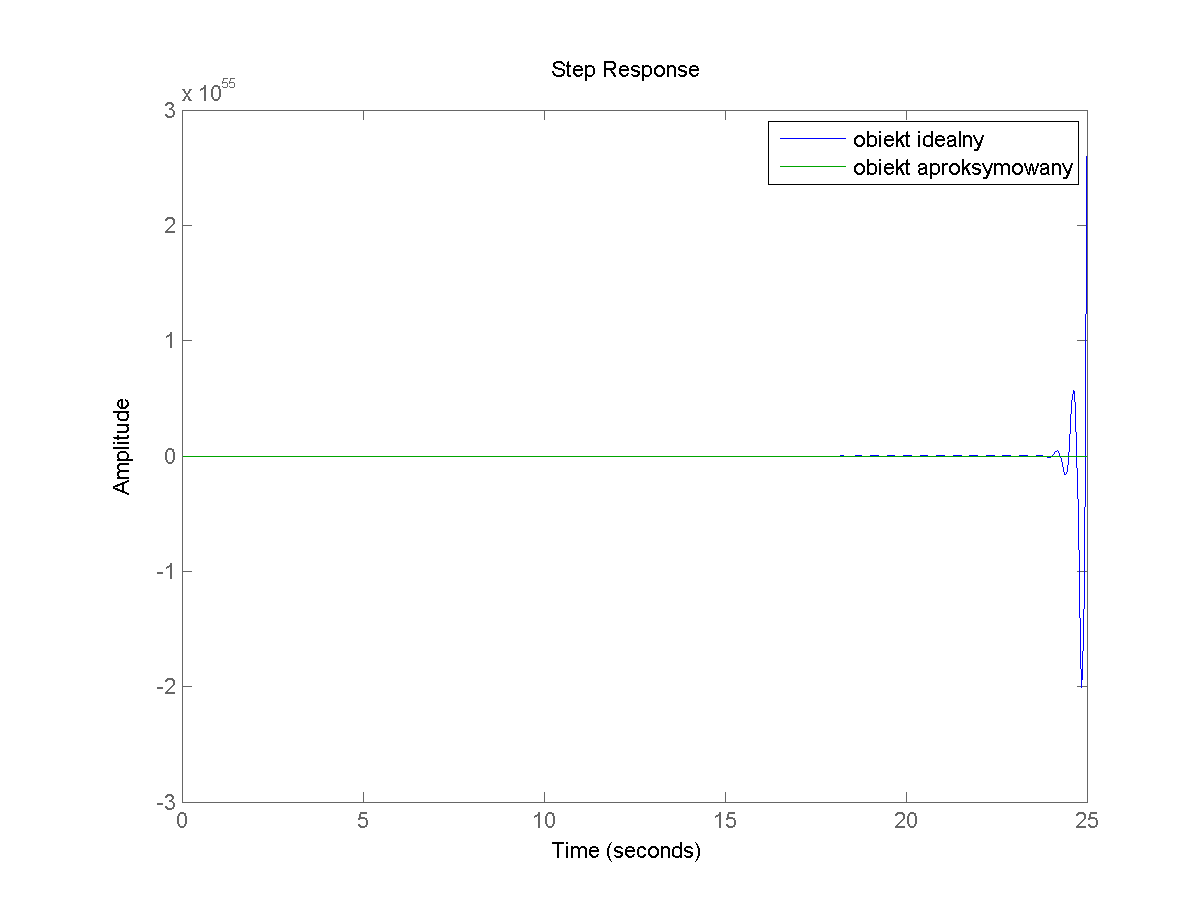 Step Response
x 10^55
obiekt idealny
obiekt aproksymowany
3
2
1
0
-1
-2
-3
Amplitude
0 5 10 15 20 25
Time (seconds)